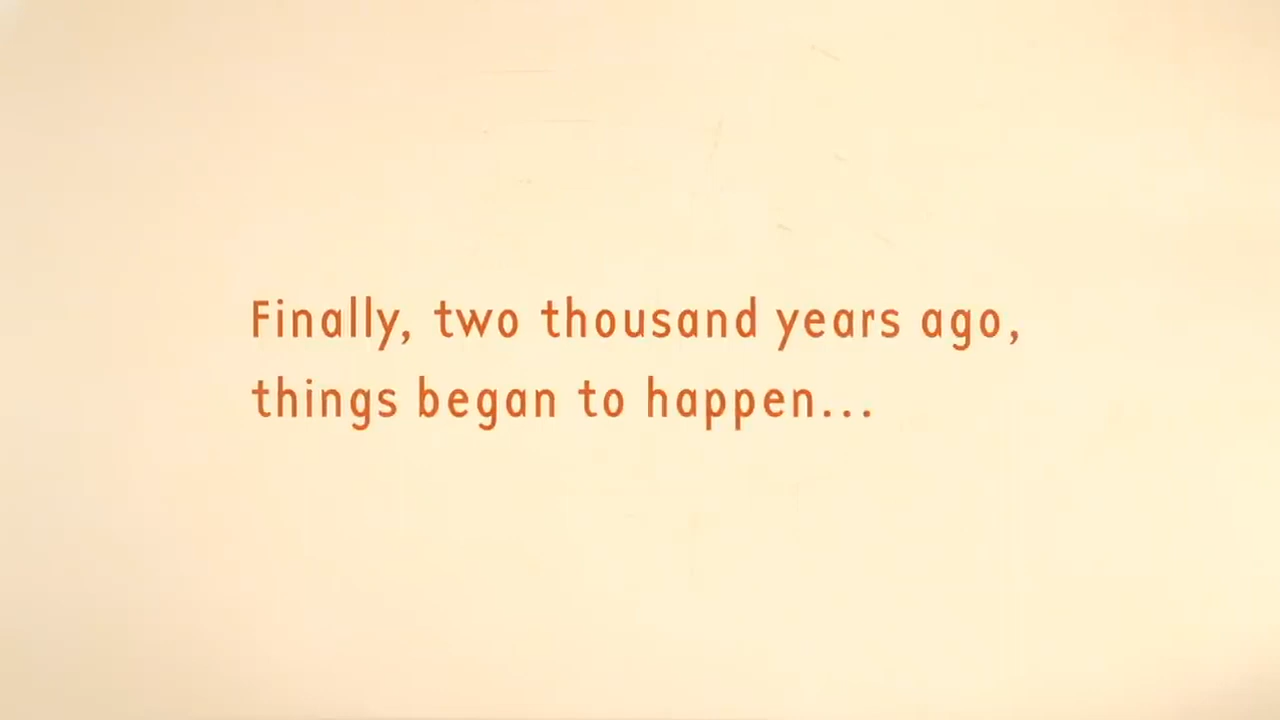 Finally, two thousand years ago,
things began to happen...